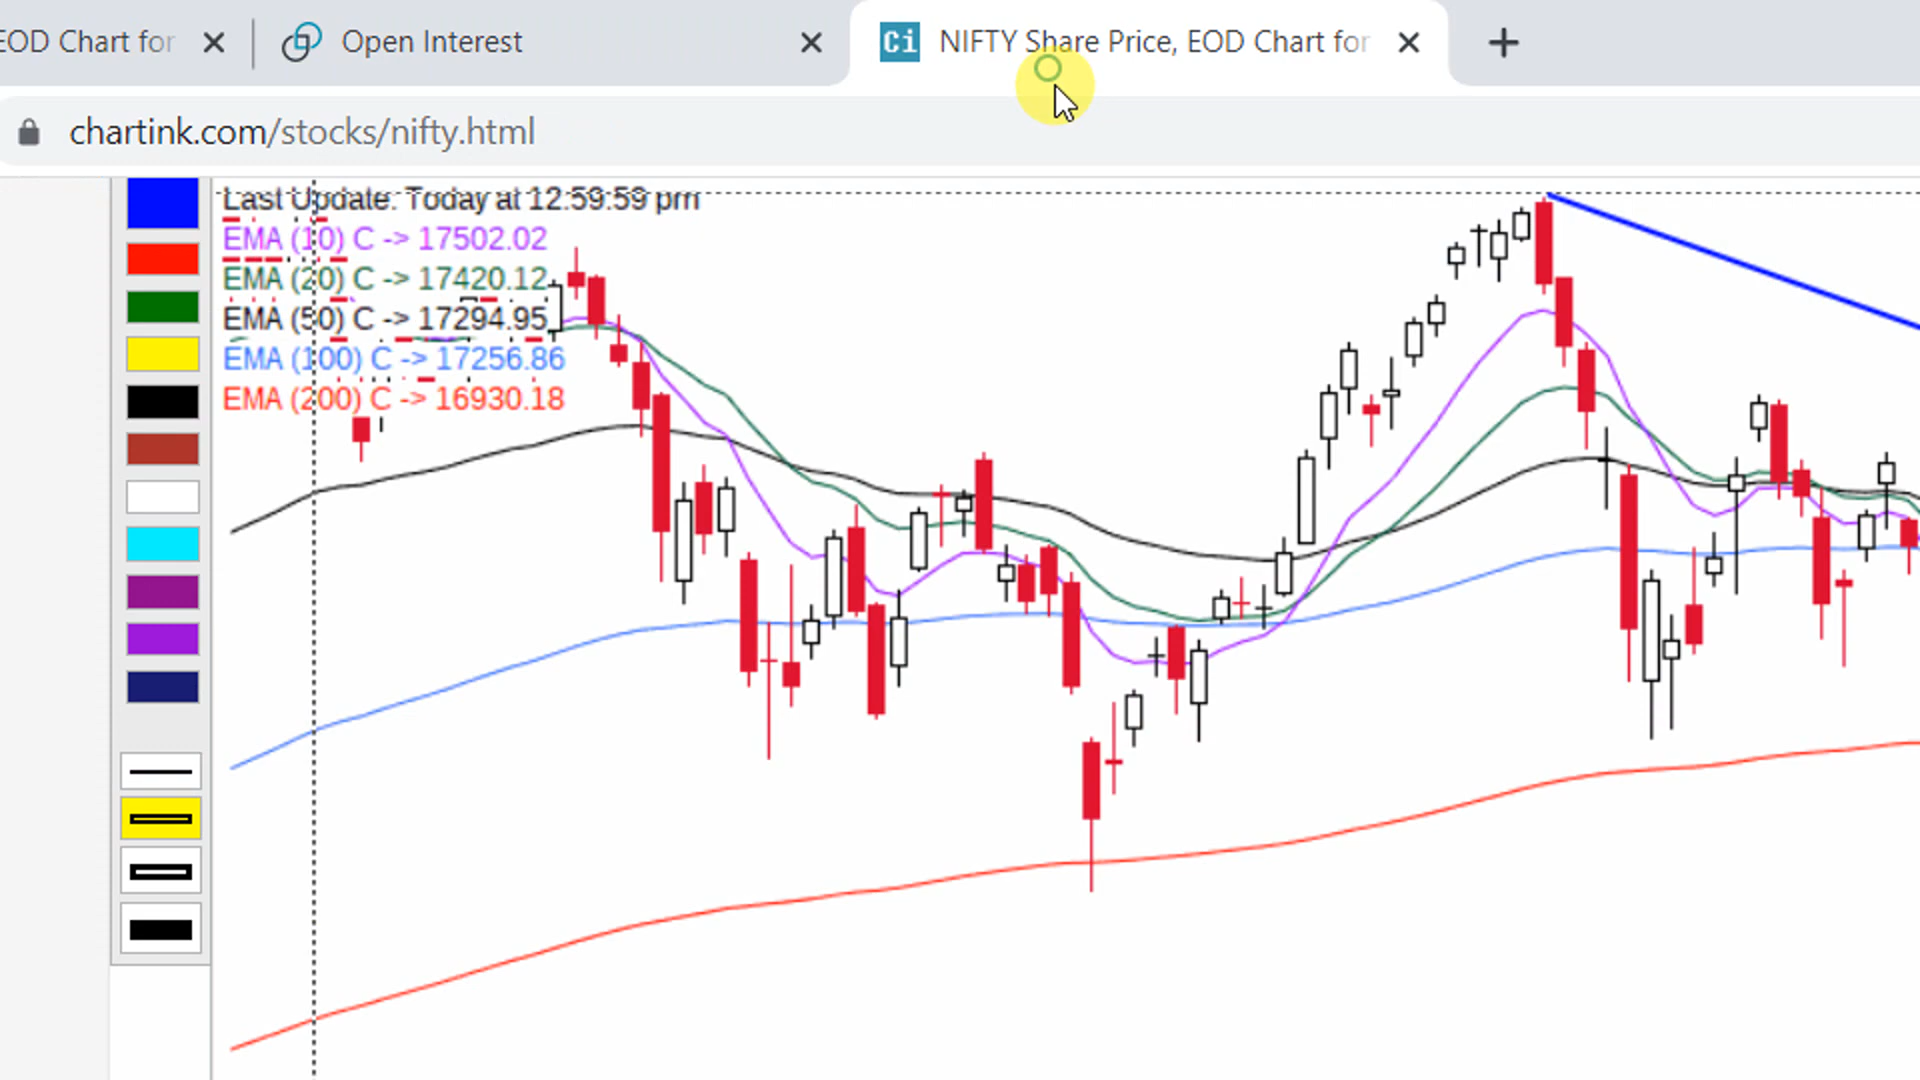 EOD Chart for
Open Interest
Ci NIFTY Share Price, EOD Chart for
chartink.com/stocks/nifty.html
Last Update: Today at 12:59:59 pm
EMA (10) C -> 17502.02
EMA (20) C -> 17420.12
EMA (50) C -> 17294.95
EMA (100) C -> 17256.86
EMA (200) C -> 16930.18